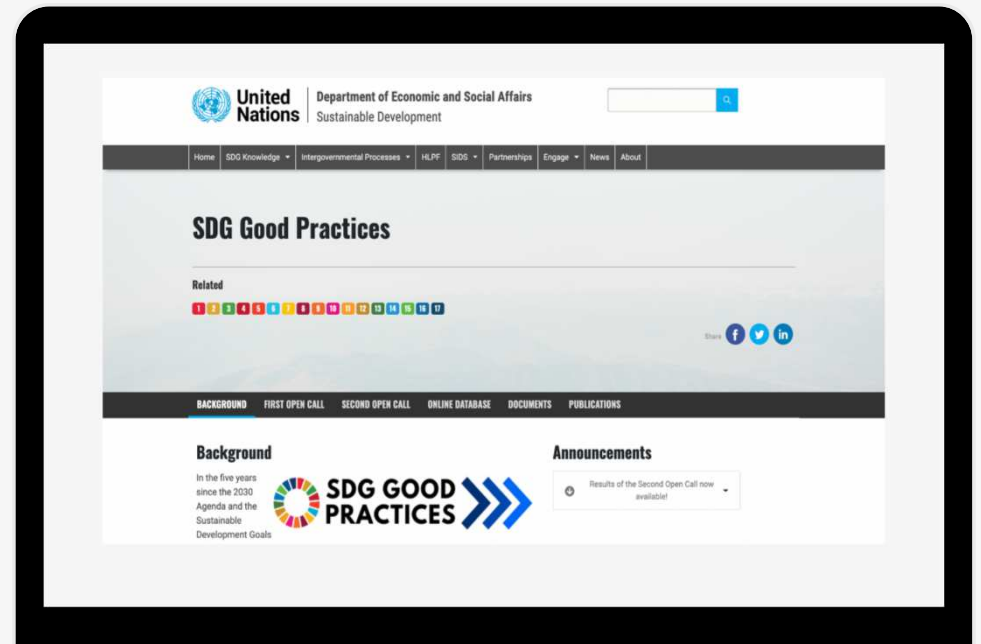 United
Nations
Department of Economic and Social Affairs
Sustainable Development
Home SDG Knowledge Intergovernmental Processes HLPF SIDS Partnerships Engage News About
SDG Good Practices
Related
1 2 3 4 5 6 7 8 9 10 11 12 13 14 15 16 17
Share f in
BACKGROUND FIRST OPEN CALL SECOND OPEN CALL ONLINE DATABASE DOCUMENTS PUBLICATIONS
Background
In the five years
since the 2030
Agenda and the
Sustainable
Development Goals
SDG GOOD
PRACTICES
Announcements
Results of the Second Open Call now
available!